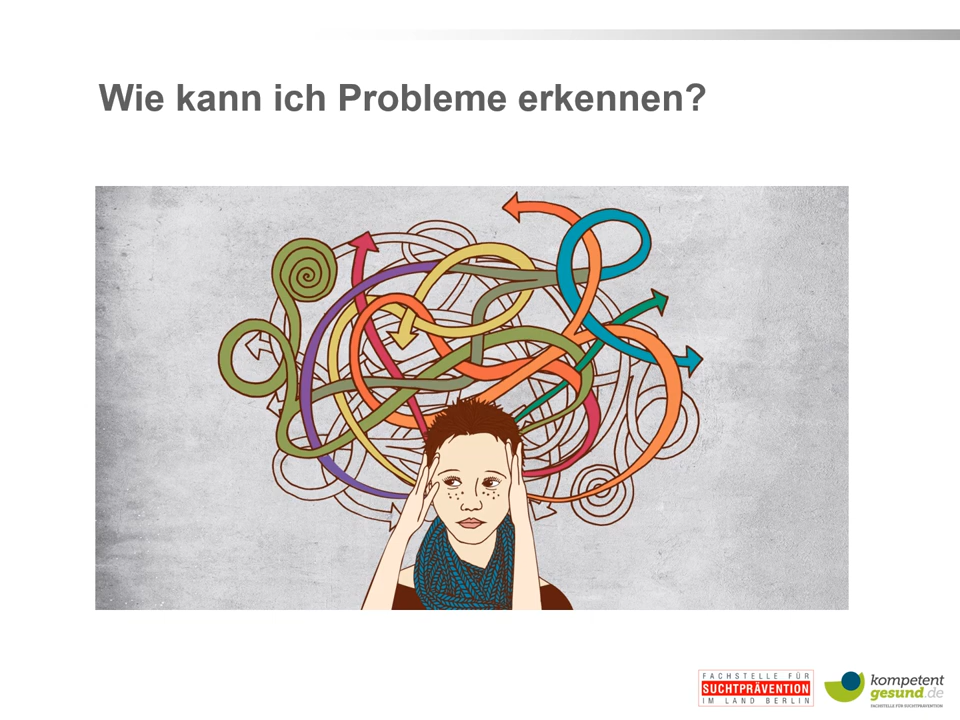 Wie kann ich Probleme erkennen?
FACHSTELLE FÜR
SUCHTPRÄVENTION
IM LAND BERLIN
kompetent
gesund.de
FACHSTELLE FÜR SUCHTPRÄVENTION